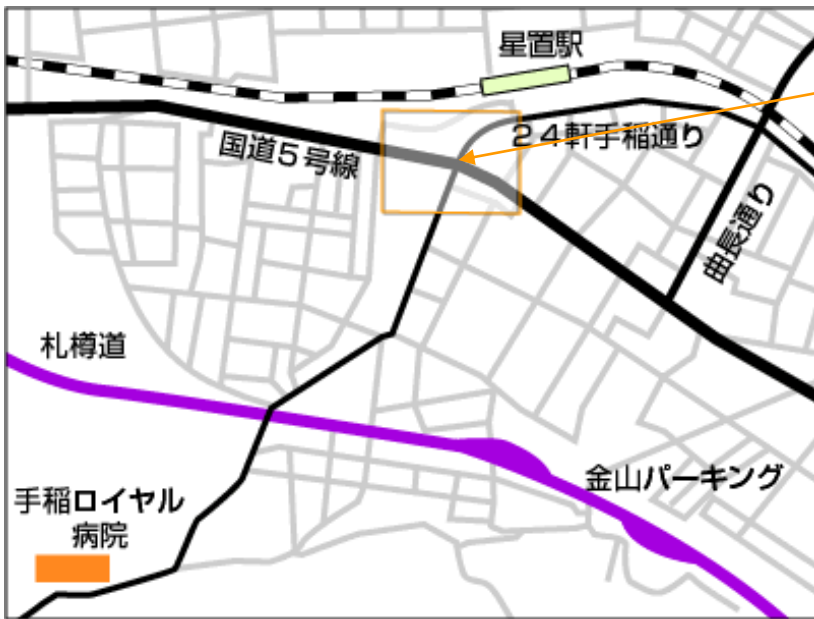 星置駅
国道5号線
24軒手稲通り
曲長通り
札樽道
金山パーキング
手稲ロイヤル
病院